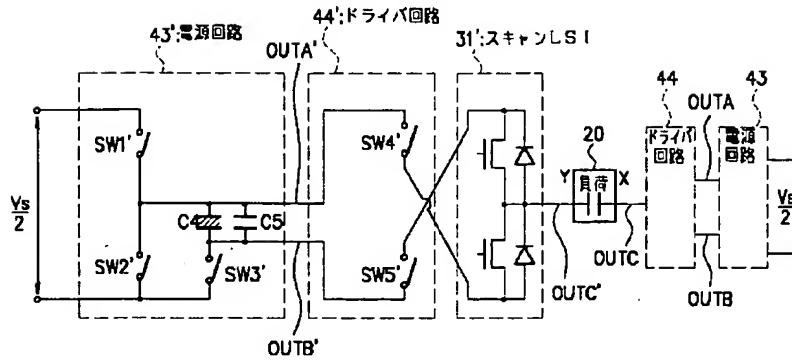 43';電源回路
44';ドライバ回路
31';スキャンLSI
OUTA'
44
OUTA
43
SW1'
SW4'
20
ドライバ
回路
電源
回路
Y
負荷
X
Vs
2
C4
C5
Vs
2
SW2'
SW3'
SW5'
OUTC'
OUTC
OUTB
OUTB'